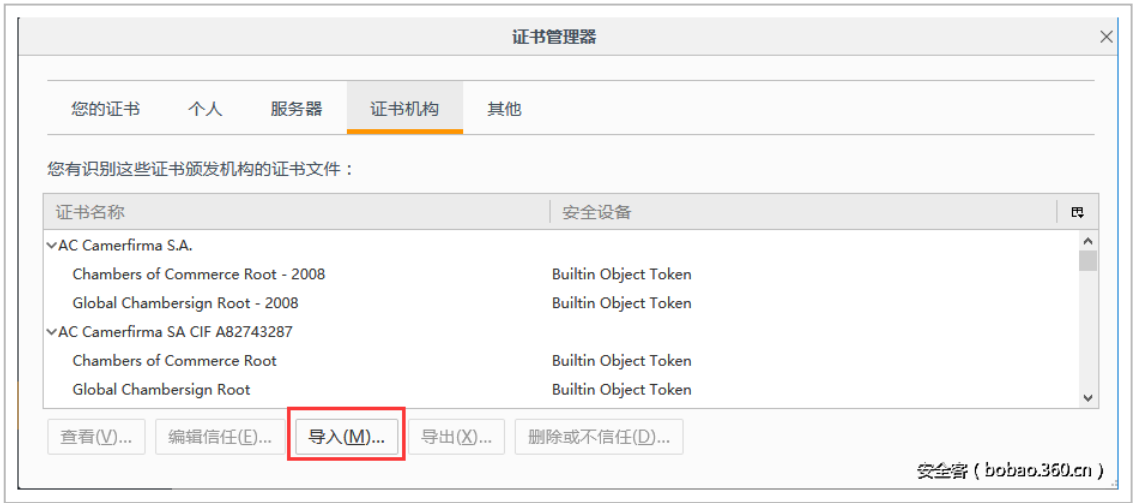 证书管理器
您的证书 个人 服务器 证书机构 其他
您有识别这些证书颁发机构的证书文件：
证书名称 安全设备
AC Camerfirma S.A.
Chambers of Commerce Root - 2008 Builtin Object Token
Global Chambersign Root - 2008 Builtin Object Token
AC Camerfirma SA CIF A82743287
Chambers of Commerce Root Builtin Object Token
Global Chambersign Root Builtin Object Token
查看(V)... 编辑信任(E)... 导入(M)... 导出(X)... 删除或不信任(D)...
安全客（bobao.360.cn）